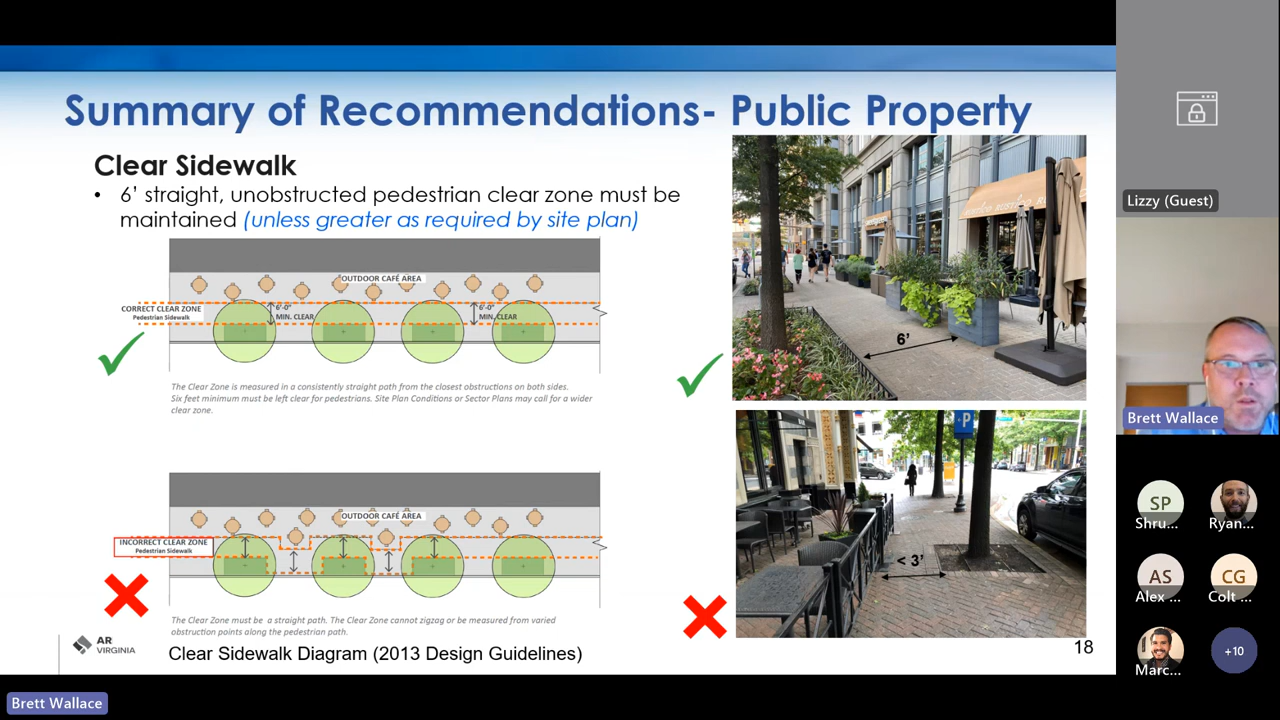 Summary of Recommendations- Public Property
Clear Sidewalk
• 6’ straight, unobstructed pedestrian clear zone must be
maintained (unless greater as required by site plan)
OUTDOOR CAFÉ AREA
CORRECT CLEAR ZONE
Pedestrian Sidewalk
6'-0"
MIN. CLEAR
6'-0"
MIN. CLEAR
The Clear Zone is measured in a consistently straight path from the closest obstructions on both sides.
Six feet minimum must be left clear for pedestrians. Site Plan Conditions or Sector Plans may call for a wider
clear zone.
OUTDOOR CAFÉ AREA
INCORRECT CLEAR ZONE
Pedestrian Sidewalk
The Clear Zone must be a straight path. The Clear Zone cannot zigzag or be measured from varied
obstruction points along the pedestrian path.
AR
VIRGINIA
Clear Sidewalk Diagram (2013 Design Guidelines)
6’
P
< 3’
18
Lizzy (Guest)
Brett Wallace
SP
Shru...
Ryan...
AS
Alex ...
CG
Colt ...
Marc...
+10
Brett Wallace